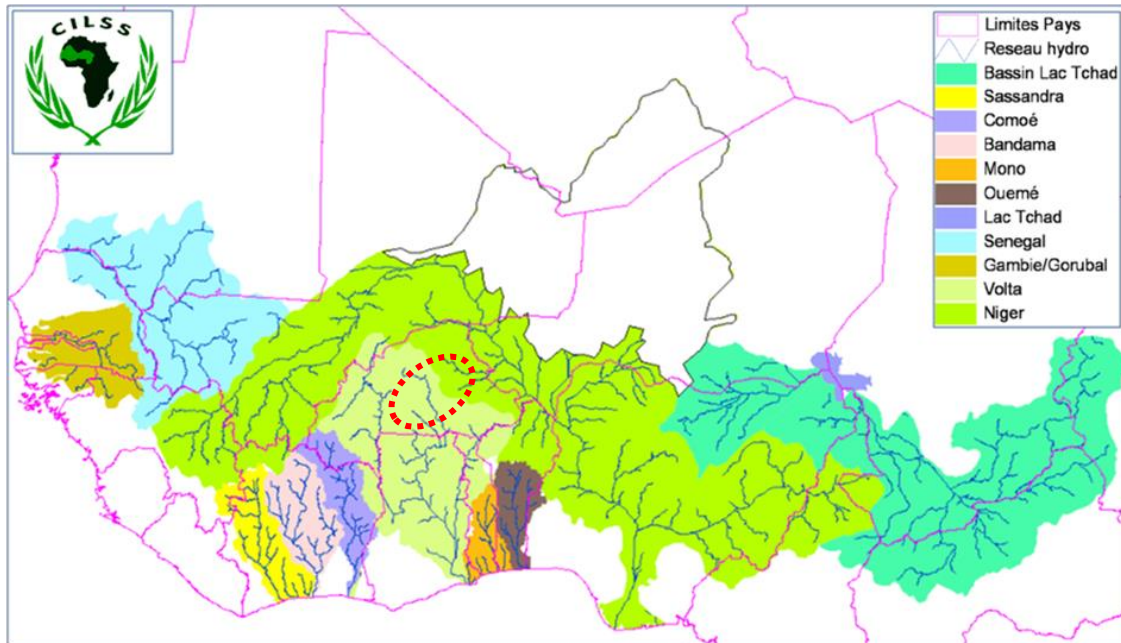 CILSS
Limites Pays
Reseau hydro
Bassin Lac Tchad
Sassandra
Comoé
Bandama
Mono
Ouemé
Lac Tchad
Senegal
Gambie/Gorubal
Volta
Niger